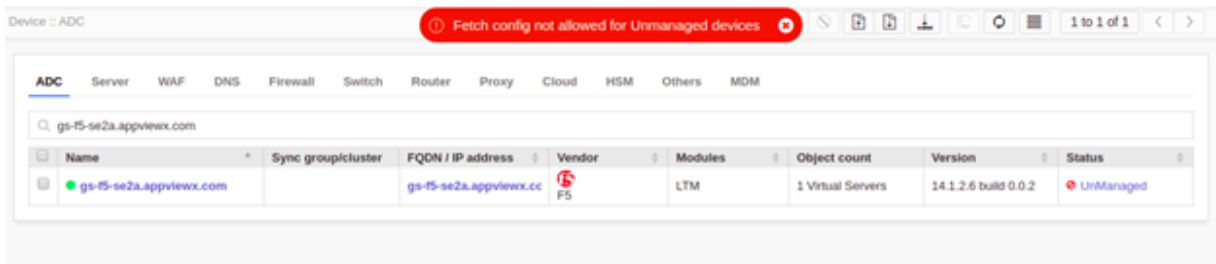 Device :: ADC
Fetch config not allowed for Unmanaged devices
1 to 1 of 1
ADC Server WAF DNS Firewall Switch Router Proxy Cloud HSM Others MDM
gs-f5-se2a.appviewx.com
Name Sync group/cluster FQDN / IP address Vendor Modules Object count Version Status
gs-f5-se2a.appviewx.com gs-f5-se2a.appviewx.cc F5 LTM 1 Virtual Servers 14.1.2.6 build 0.0.2 UnManaged